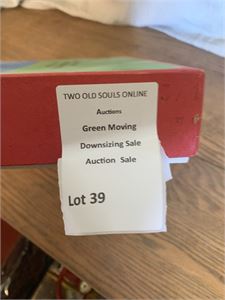 TWO OLD SOULS ONLINE
Auctions
Green Moving
Downsizing Sale
Auction Sale
Lot 39